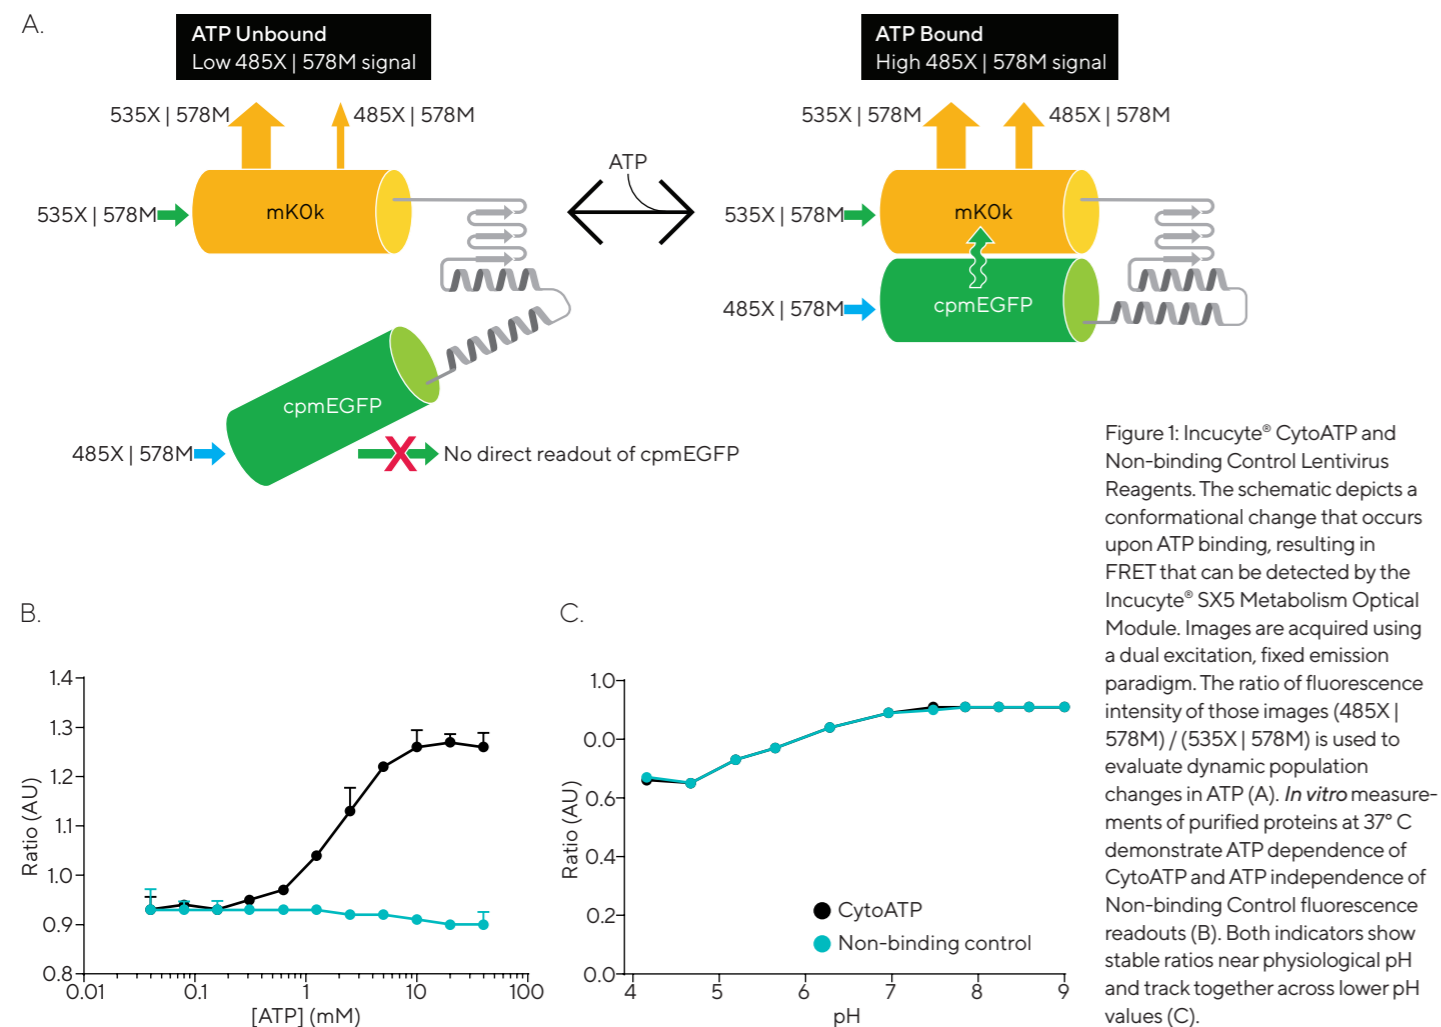 A.
ATP Unbound
Low 485X | 578M signal
ATP Bound
High 485X | 578M signal
535X | 578M
485X | 578M
535X | 578M
485X | 578M
ATP
mKOk
mKOk
535X | 578M
535X | 578M
cpmEGFP
485X | 578M
cpmEGFP
485X | 578M
X
No direct readout of cpmEGFP
Figure 1: Incucyte® CytoATP and
Non-binding Control Lentivirus
Reagents. The schematic depicts a
conformational change that occurs
upon ATP binding, resulting in
FRET that can be detected by the
Incucyte® SX5 Metabolism Optical
Module. Images are acquired using
a dual excitation, fixed emission
paradigm. The ratio of fluorescence
intensity of those images (485X |
578M) / (535X | 578M) is used to
evaluate dynamic population
changes in ATP (A). In vitro measure-
ments of purified proteins at 37° C
demonstrate ATP dependence of
CytoATP and ATP independence of
Non-binding Control fluorescence
readouts (B). Both indicators show
stable ratios near physiological pH
and track together across lower pH
values (C).
B.
Ratio (AU)
1.4
1.3
1.2
1.1
1.0
0.9
0.8
0.01
0.1
1
10
100
[ATP] (mM)
C.
Ratio (AU)
1.0
0.0
0.6
0.4
0.2
0.0
CytoATP
Non-binding control
4
5
6
7
8
9
pH